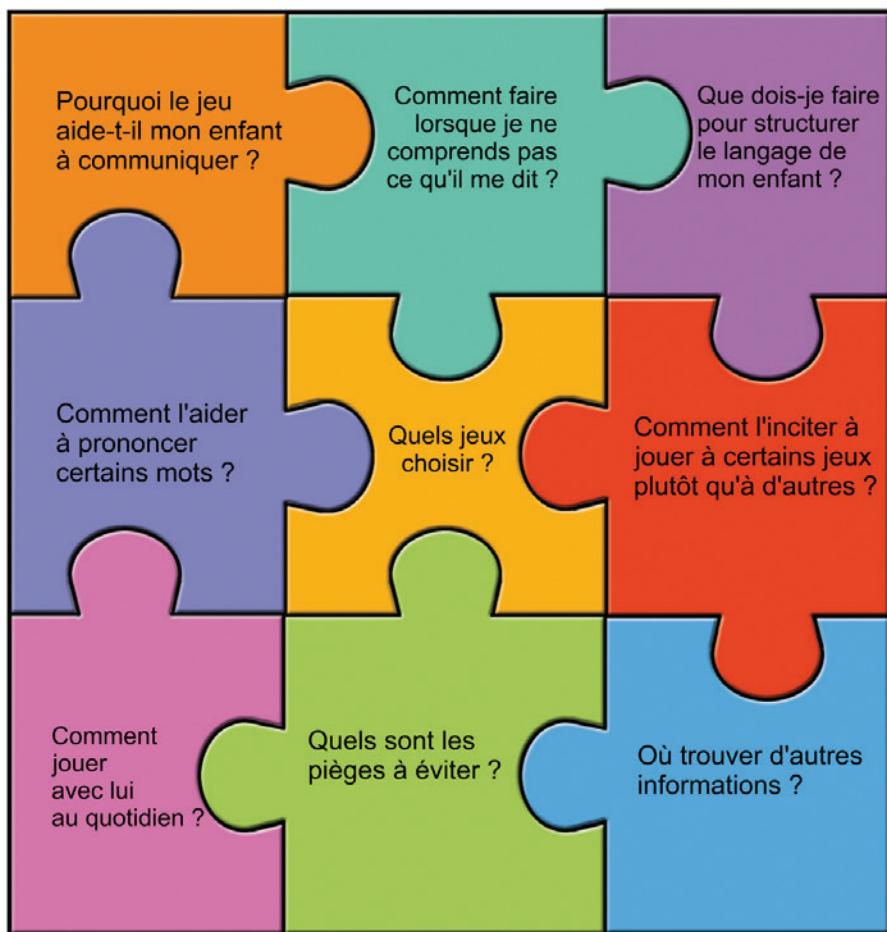 Pourquoi le jeu
aide-t-il mon enfant
à communiquer ?
Comment faire
lorsque je ne
comprends pas
ce qu'il me dit ?
Que dois-je faire
pour structurer
le langage de
mon enfant ?
Comment l'aider
à prononcer
certains mots ?
Quels jeux
choisir ?
Comment l'inciter à
jouer à certains jeux
plutôt qu'à d'autres ?
Comment
jouer
avec lui
au quotidien ?
Quels sont les
pièges à éviter ?
Où trouver d'autres
informations ?